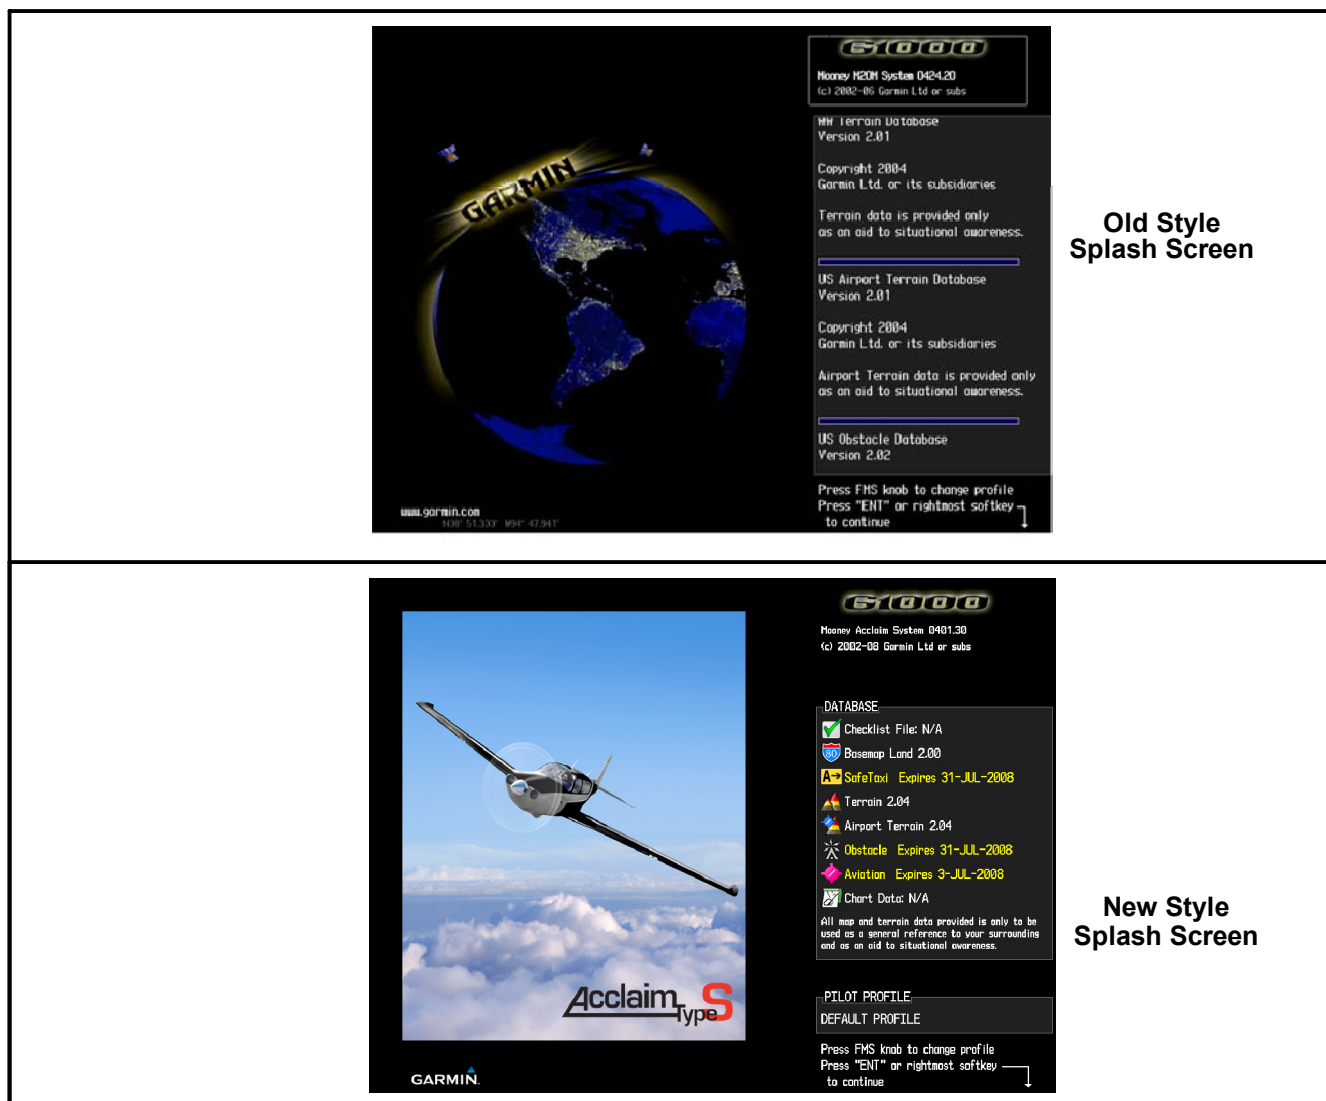 G1000
Mooney M20M System 0424.20
(c) 2002-06 Garmin Ltd or subs
WW Terrain Database
Version 2.01
Copyright 2004
Garmin Ltd. or its subsidiaries
Terrain data is provided only
as an aid to situational awareness.
US Airport Terrain Database
Version 2.01
Copyright 2004
Garmin Ltd. or its subsidiaries
Airport Terrain data is provided only
as an aid to situational awareness.
US Obstacle Database
Version 2.02
Press FMS knob to change profile
Press "ENT" or rightmost softkey
to continue
GARMIN
www.garmin.com
N38° 51.333' W94° 47.941'
Old Style
Splash Screen
G1000
Mooney Acclaim System 0401.30
(c) 2002-08 Garmin Ltd or subs
DATABASE
Checklist File: N/A
80 Basemap Land 2.00
A→ SafeTaxi Expires 31-JUL-2008
Terrain 2.04
Airport Terrain 2.04
Obstacle Expires 31-JUL-2008
Aviation Expires 3-JUL-2008
Chart Data: N/A
All map and terrain data provided is only to be
used as a general reference to your surrounding
and as an aid to situational awareness.
PILOT PROFILE
DEFAULT PROFILE
Press FMS knob to change profile
Press "ENT" or rightmost softkey
to continue
Acclaim
Type S
GARMIN.
New Style
Splash Screen